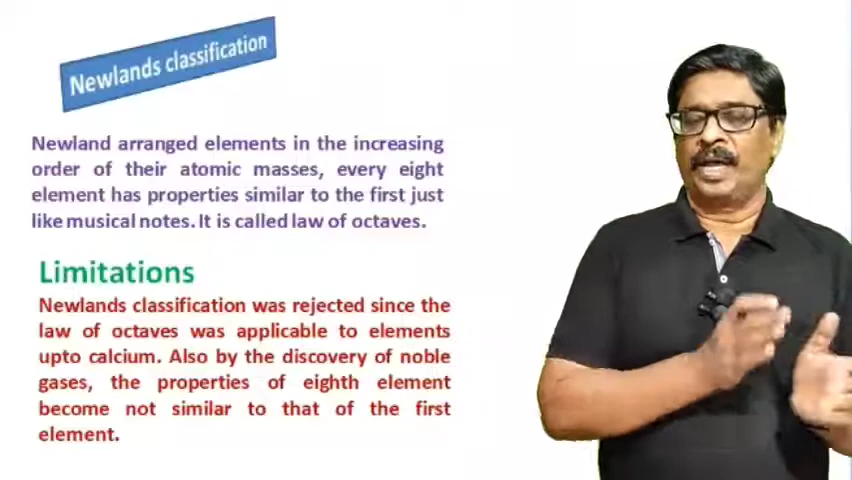 Newlands classification
Newland arranged elements in the increasing
order of their atomic masses, every eight
element has properties similar to the first just
like musical notes. It is called law of octaves.
Limitations
Newlands classification was rejected since the
law of octaves was applicable to elements
upto calcium. Also by the discovery of noble
gases, the properties of eighth element
become not similar to that of the first
element.